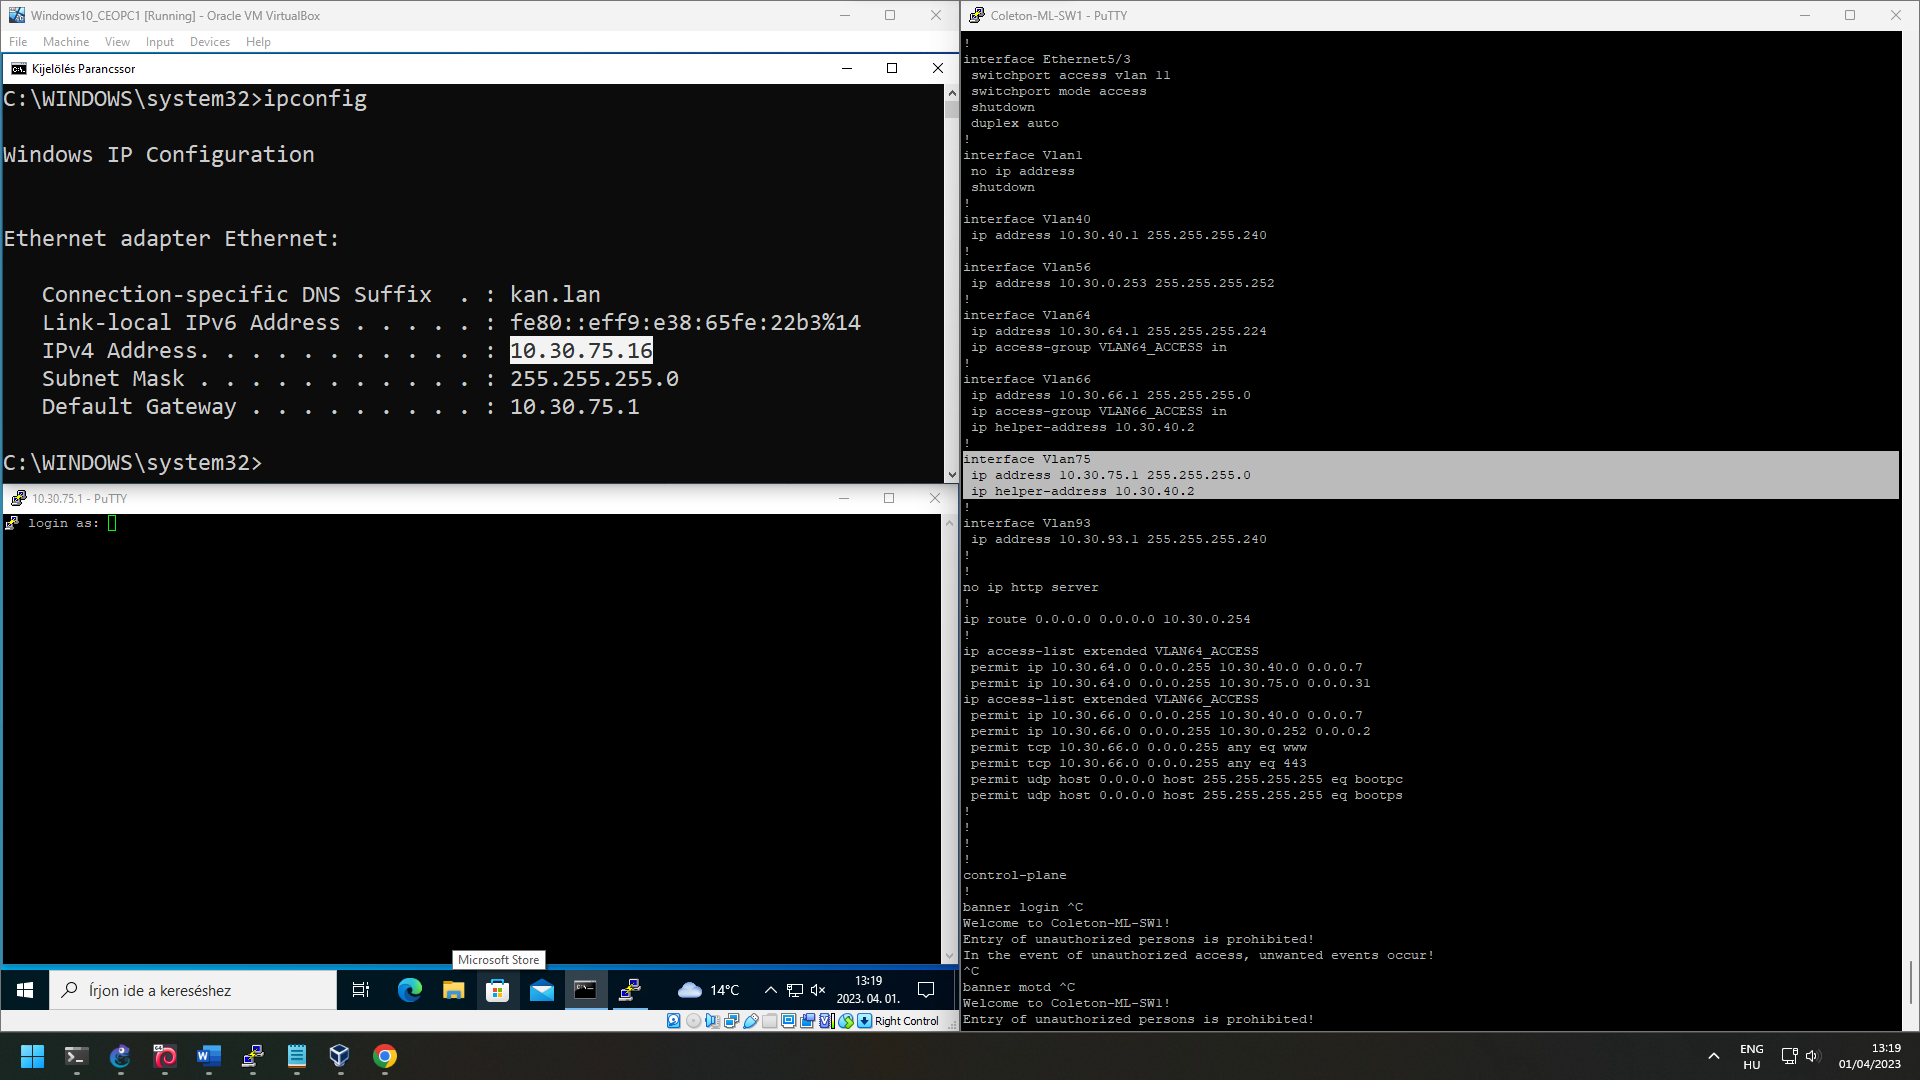 Windows10_CEOPC1 [Running] - Oracle VM VirtualBox
File Machine View Input Devices Help
Kijelölés Parancssor
C:\WINDOWS\system32>ipconfig
Windows IP Configuration
Ethernet adapter Ethernet:
Connection-specific DNS Suffix . : kan.lan
Link-local IPv6 Address . . . . . : fe80::eff9:e38:65fe:22b3%14
IPv4 Address. . . . . . . . . . . : 10.30.75.16
Subnet Mask . . . . . . . . . . . : 255.255.255.0
Default Gateway . . . . . . . . . : 10.30.75.1
C:\WINDOWS\system32>
10.30.75.1 - PuTTY
login as:
Microsoft Store
Írjon ide a kereséshez
14°C
13:19
2023. 04. 01.
Right Control
Coleton-ML-SW1 - PuTTY
!
interface Ethernet5/3
switchport access vlan 11
switchport mode access
shutdown
duplex auto
!
interface Vlan1
no ip address
shutdown
!
interface Vlan40
ip address 10.30.40.1 255.255.255.240
!
interface Vlan56
ip address 10.30.0.253 255.255.255.252
!
interface Vlan64
ip address 10.30.64.1 255.255.255.224
ip access-group VLAN64_ACCESS in
!
interface Vlan66
ip address 10.30.66.1 255.255.255.0
ip access-group VLAN66_ACCESS in
ip helper-address 10.30.40.2
!
interface Vlan75
ip address 10.30.75.1 255.255.255.0
ip helper-address 10.30.40.2
!
interface Vlan93
ip address 10.30.93.1 255.255.255.240
!
!
no ip http server
!
ip route 0.0.0.0 0.0.0.0 10.30.0.254
!
ip access-list extended VLAN64_ACCESS
permit ip 10.30.64.0 0.0.0.255 10.30.40.0 0.0.0.7
permit ip 10.30.64.0 0.0.0.255 10.30.75.0 0.0.0.31
ip access-list extended VLAN66_ACCESS
permit ip 10.30.66.0 0.0.0.255 10.30.40.0 0.0.0.7
permit ip 10.30.66.0 0.0.0.255 10.30.0.252 0.0.0.2
permit tcp 10.30.66.0 0.0.0.255 any eq www
permit tcp 10.30.66.0 0.0.0.255 any eq 443
permit udp host 0.0.0.0 host 255.255.255.255 eq bootpc
permit udp host 0.0.0.0 host 255.255.255.255 eq bootps
!
!
!
!
control-plane
!
banner login ^C
Welcome to Coleton-ML-SW1!
Entry of unauthorized persons is prohibited!
In the event of unauthorized access, unwanted events occur!
^C
banner motd ^C
Welcome to Coleton-ML-SW1!
Entry of unauthorized persons is prohibited!
ENG
HU
13:19
01/04/2023